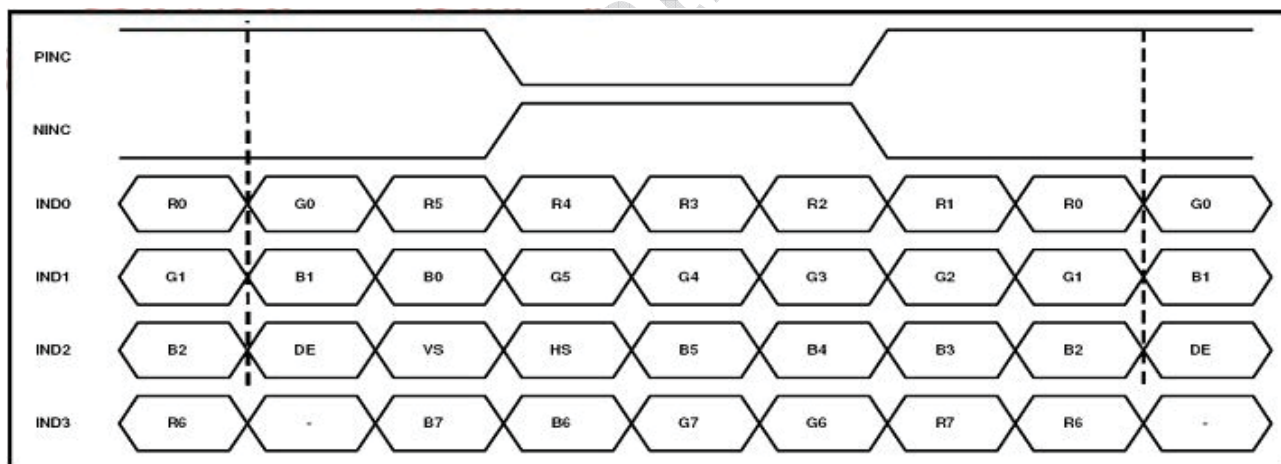 PINC
NINC
IND0 R0 G0 R5 R4 R3 R2 R1 R0 G0
IND1 G1 B1 B0 G5 G4 G3 G2 G1 B1
IND2 B2 DE VS HS B5 B4 B3 B2 DE
IND3 R6 - B7 B6 G7 G6 R7 R6 -